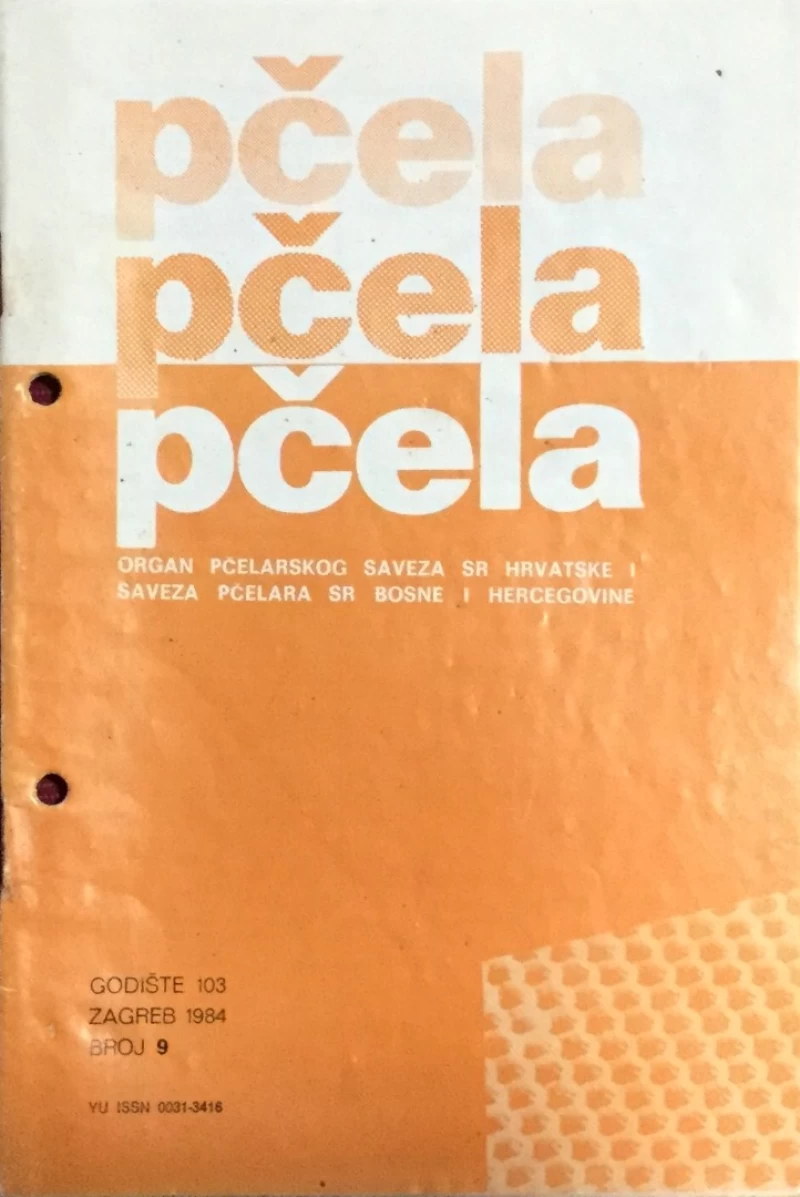 pčela
pčela
pčela
ORGAN PČELARSKOG SAVEZA SR HRVATSKE I
SAVEZA PČELARA SR BOSNE I HERCEGOVINE
GODIŠTE 103
ZAGREB 1984
BROJ 9
YU ISSN 0031-3416